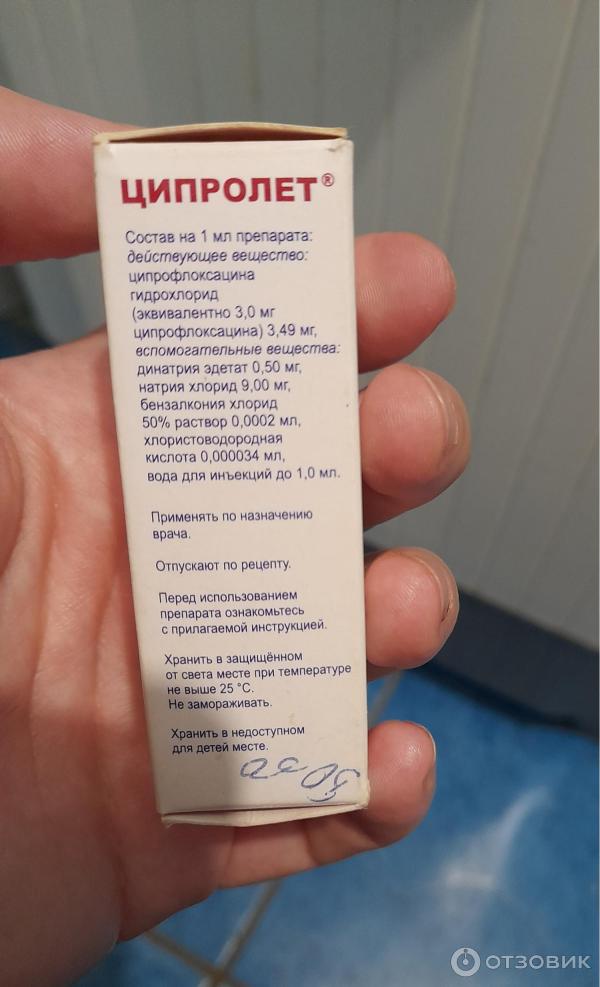 ЦИПРОЛЕТ®
Состав на 1 мл препарата:
действующее вещество:
ципрофлоксацина
гидрохлорид
(эквивалентно 3,0 мг
ципрофлоксацина) 3,49 мг,
вспомогательные вещества:
динатрия эдетат 0,50 мг,
натрия хлорид 9,00 мг,
бензалкония хлорид
50% раствор 0,0002 мл,
хлористоводородная
кислота 0,000034 мл,
вода для инъекций до 1,0 мл.
Применять по назначению
врача.
Отпускают по рецепту.
Перед использованием
препарата ознакомьтесь
с прилагаемой инструкцией.
Хранить в защищённом
от света месте при температуре
не выше 25 °C.
Не замораживать.
Хранить в недоступном
для детей месте.
ОТЗОВИК